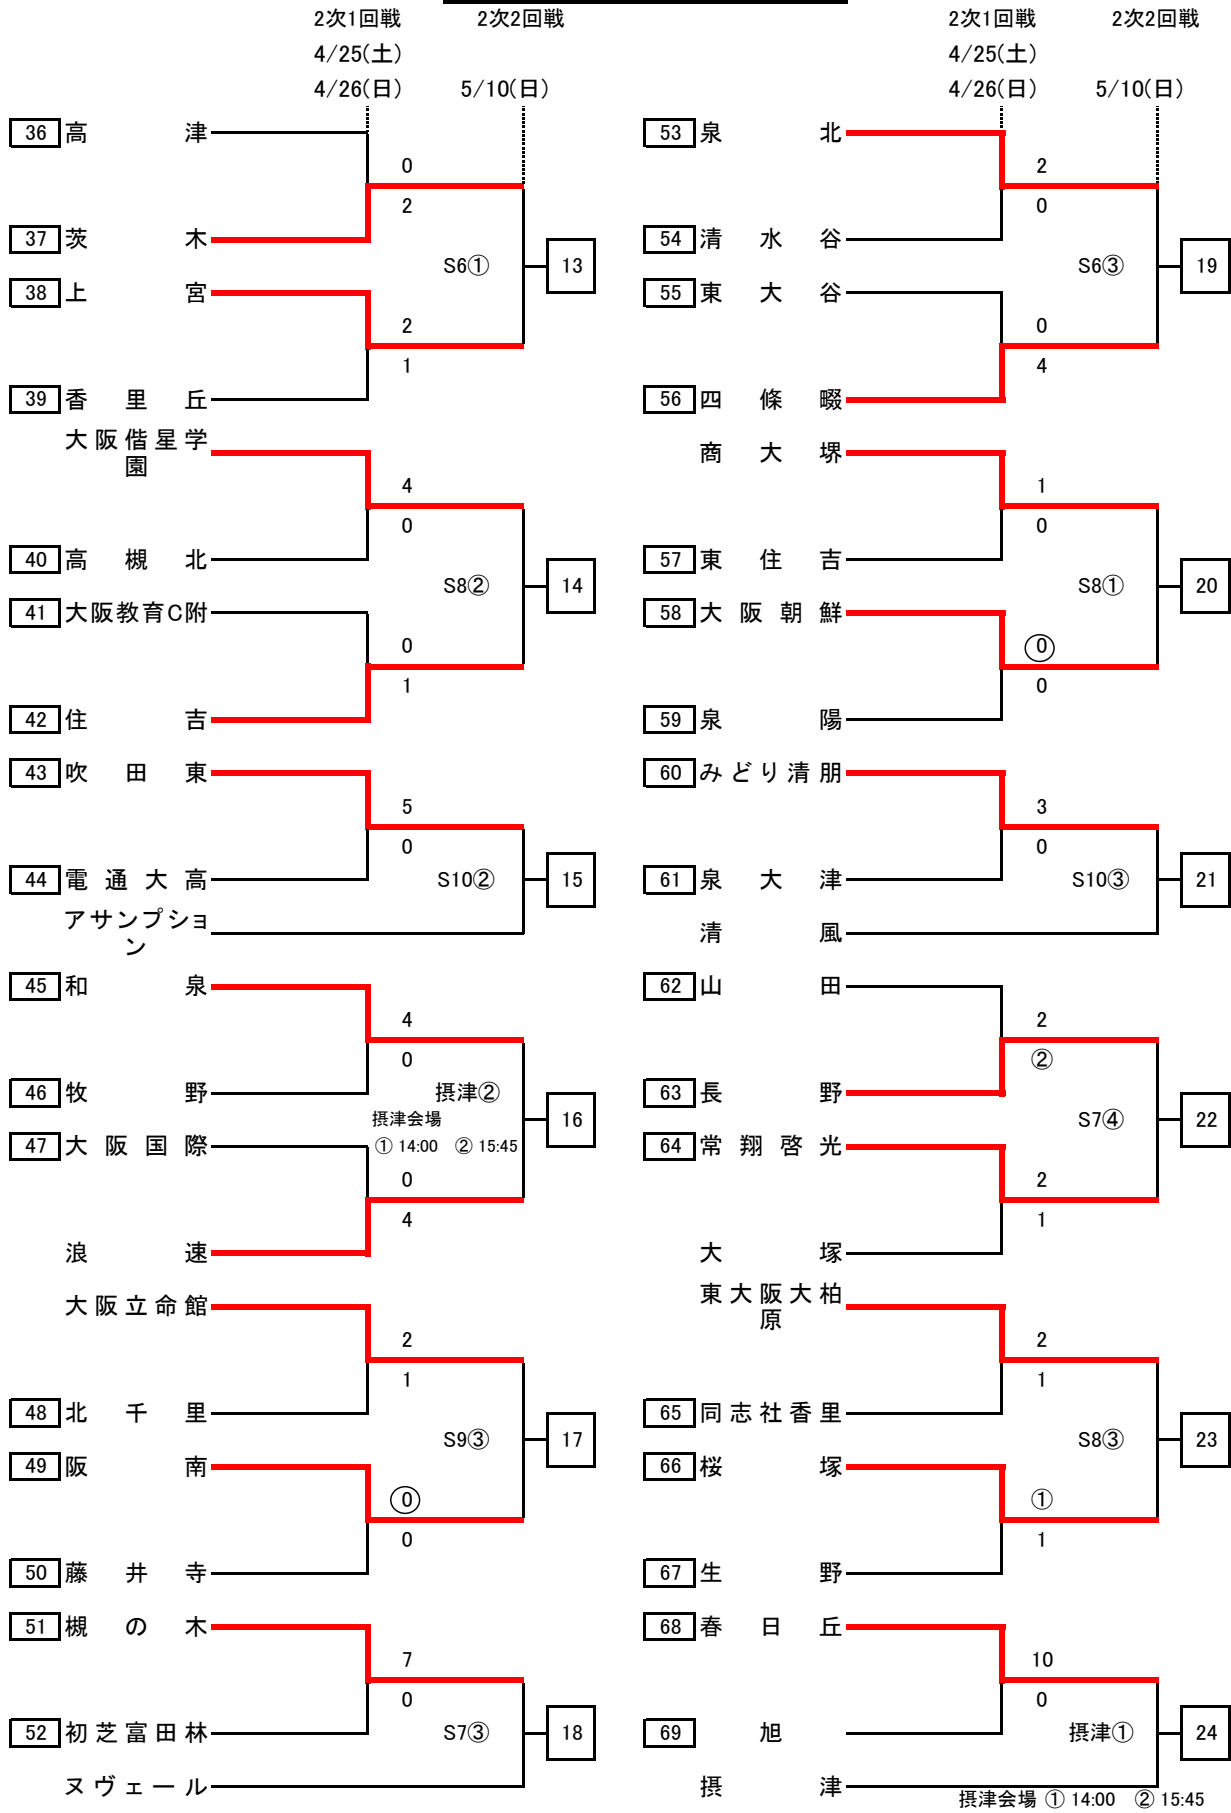 2次1回戦 2次2回戦
4/25(土)
4/26(日) 5/10(日)
36 高津
0
2
37 茨木
S6① 13
38 上宮
2
1
39 香里丘
大阪偕星学
園
4
0
40 高槻北
S8② 14
41 大阪教育C附
0
1
42 住吉
43 吹田東
5
0
44 電通大高
S10② 15
アサンプショ
ン
45 和泉
4
0
46 牧野
摂津② 16
摂津会場
① 14:00 ② 15:45
47 大阪国際
0
4
浪速
大阪立命館
2
1
48 北千里
S9③ 17
49 阪南
⓪
0
50 藤井寺
51 槻の木
7
0
52 初芝富田林
S7③ 18
ヌヴェール
2次1回戦 2次2回戦
4/25(土)
4/26(日) 5/10(日)
53 泉北
2
0
54 清水谷
S6③ 19
55 東大谷
0
4
56 四條畷
商大堺
1
0
57 東住吉
S8① 20
58 大阪朝鮮
⓪
0
59 泉陽
60 みどり清朋
3
0
61 泉大津
S10③ 21
清風
62 山田
2
②
63 長野
S7④ 22
64 常翔啓光
2
1
大塚
東大阪大柏
原
2
1
65 同志社香里
S8③ 23
66 桜塚
①
1
67 生野
68 春日丘
10
0
69 旭
摂津① 24
摂津
摂津会場 ① 14:00 ② 15:45